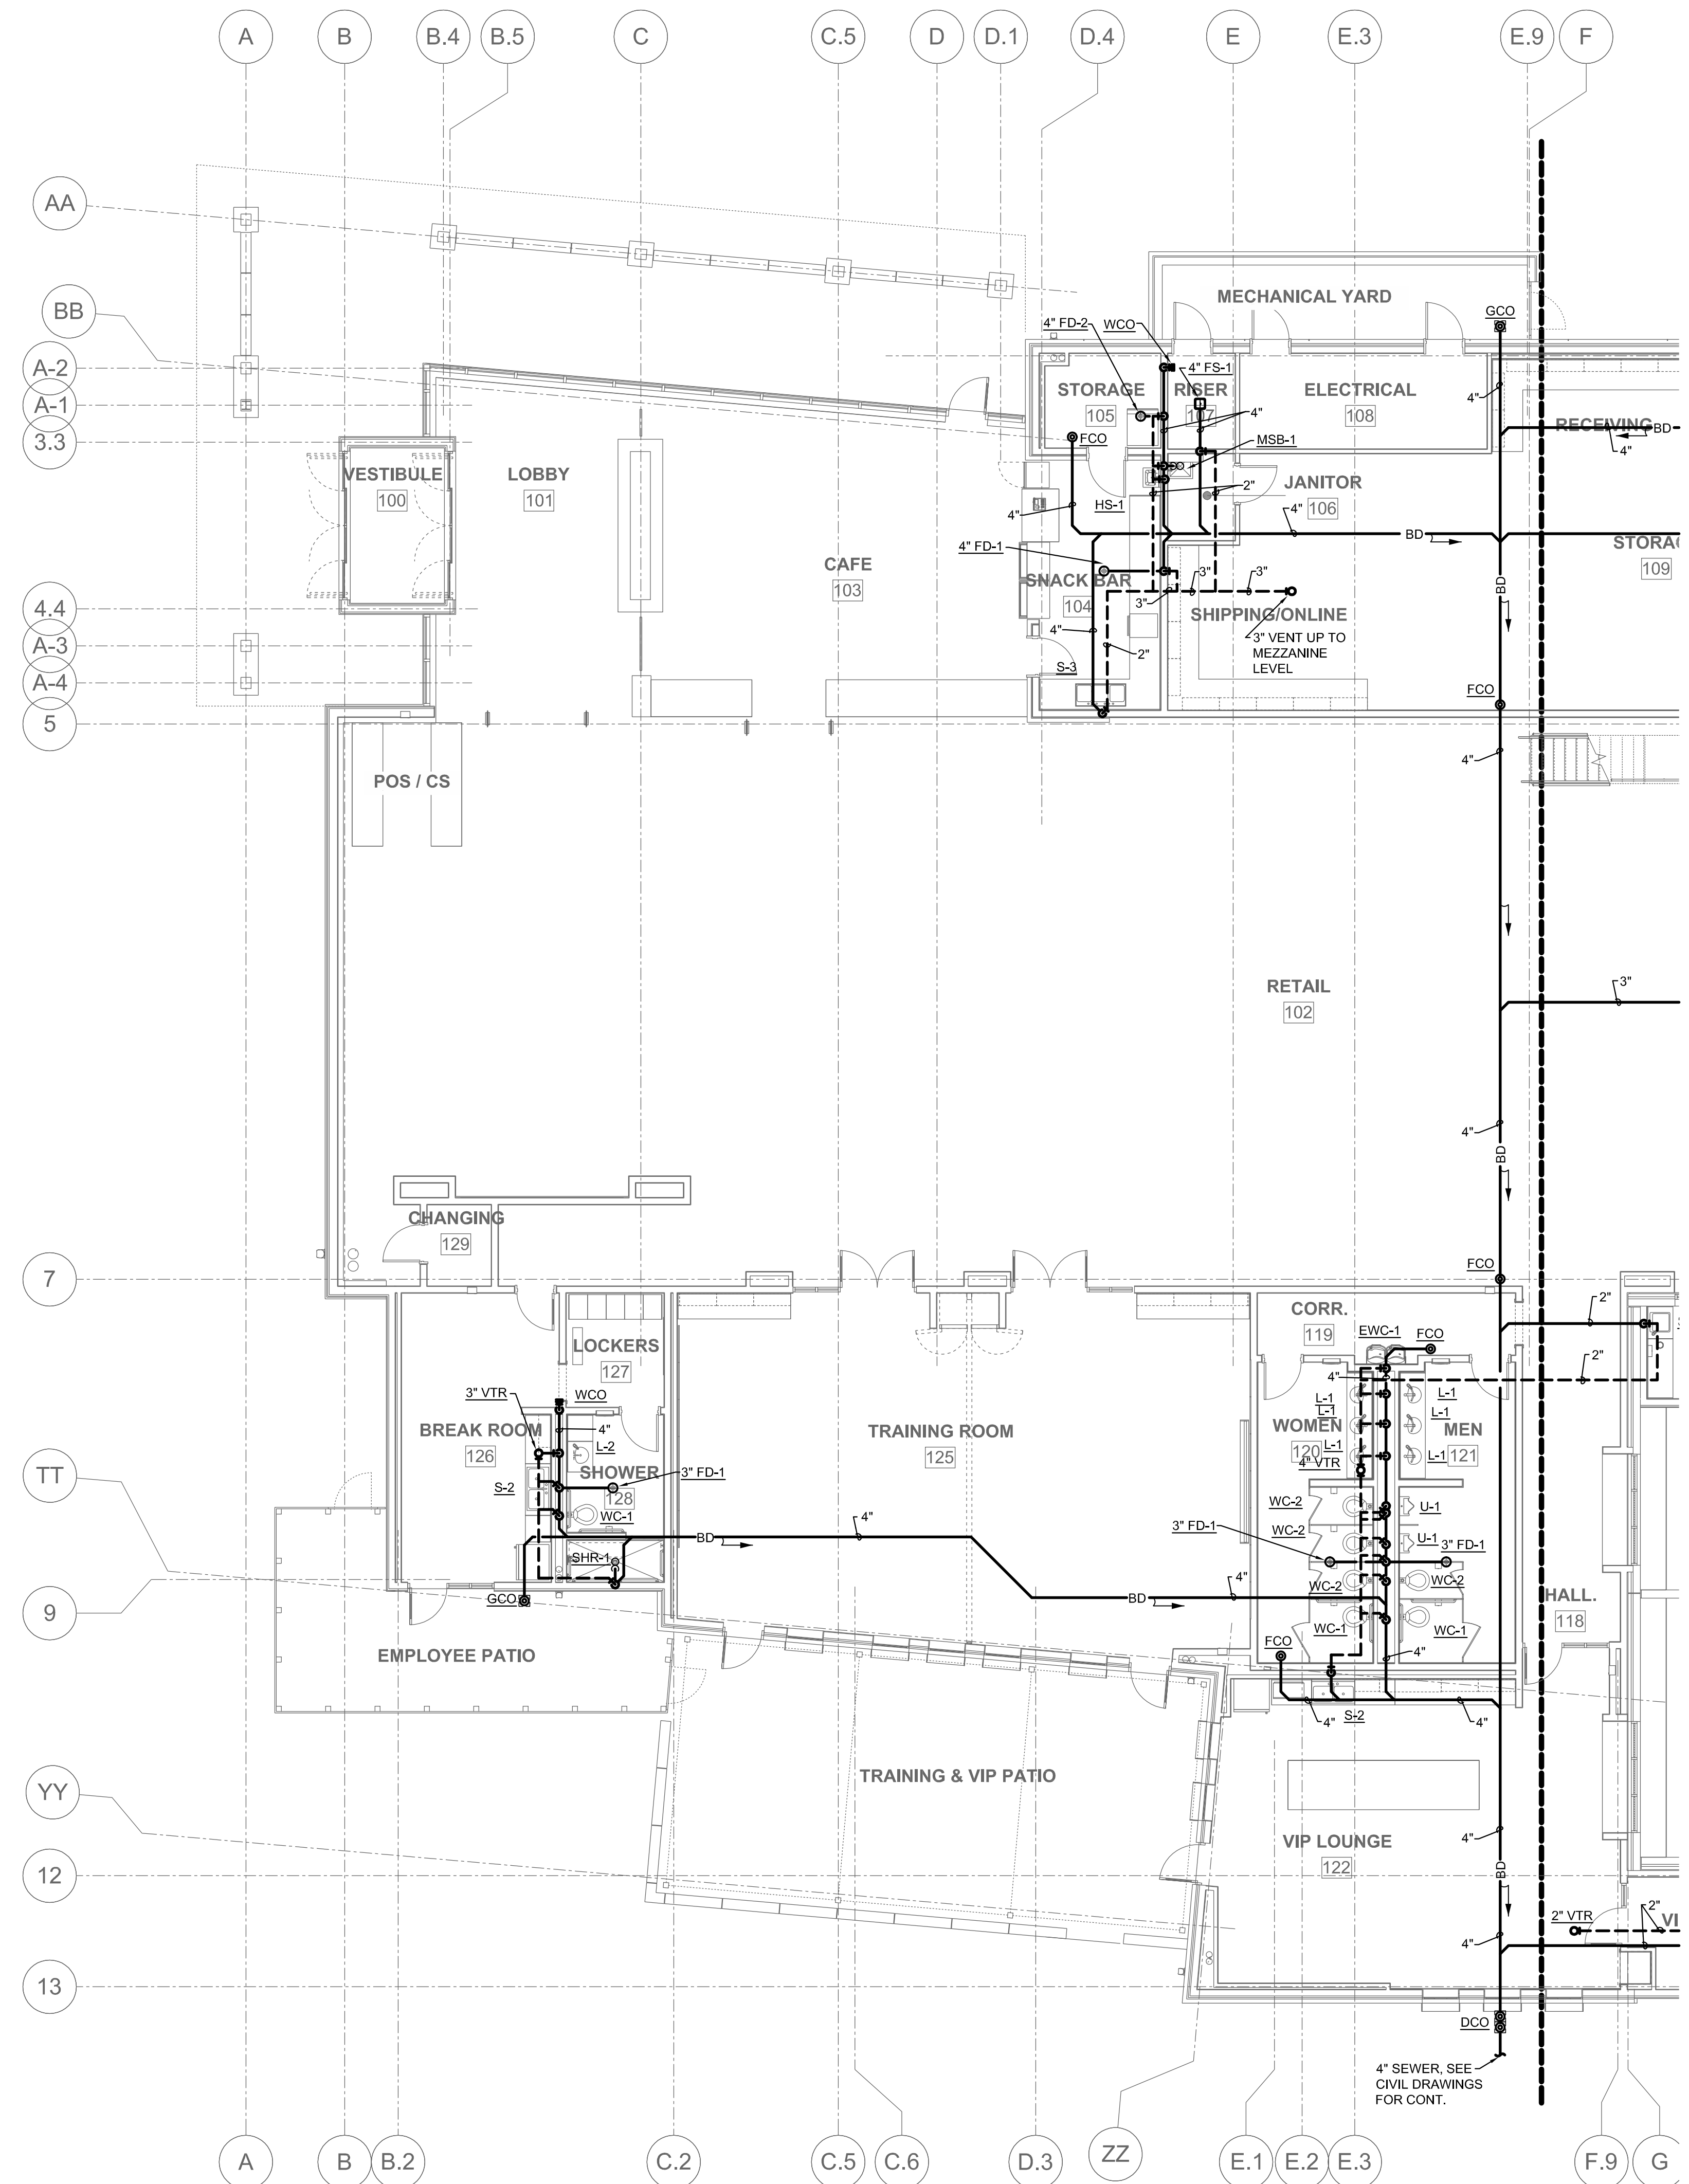 A
B
B.4
B.5
C
C.5
D
D.1
D.4
E
E.3
E.9
F
AA
BB
A-2
A-1
3.3
4.4
A-3
A-4
5
7
TT
9
YY
12
13
MECHANICAL YARD
GCO
4" FD-2
WCO
4" FS-1
STORAGE
105
RISER
107
ELECTRICAL
108
4"
4"
RECEIVING
BD
4"
FCO
MSB-1
VESTIBULE
100
LOBBY
101
JANITOR
106
2"
HS-1
4"
4"
BD
4" FD-1
CAFE
103
SNACK BAR
104
3"
3"
3"
SHIPPING/ONLINE
3" VENT UP TO
MEZZANINE
LEVEL
4"
2"
S-3
109
BD
FCO
4"
POS / CS
RETAIL
102
3"
4"
BD
CHANGING
129
FCO
CORR.
119
EWC-1
FCO
2"
2"
LOCKERS
127
3" VTR
WCO
4"
BREAK ROOM
126
L-2
SHOWER
128
3" FD-1
S-2
WC-1
SHR-1
GCO
BD
4"
TRAINING ROOM
125
4"
L-1
L-1
L-1
L-1
WOMEN
120
L-1
4" VTR
MEN
121
L-1
WC-2
U-1
WC-2
U-1
3" FD-1
3" FD-1
WC-2
WC-2
WC-1
WC-1
BD
4"
HALL.
118
EMPLOYEE PATIO
FCO
4"
4"
S-2
4"
TRAINING & VIP PATIO
VIP LOUNGE
122
4"
BD
2" VTR
2"
4"
DCO
4" SEWER, SEE
CIVIL DRAWINGS
FOR CONT.
A
B
B.2
C.2
C.5
C.6
D.3
ZZ
E.1
E.2
E.3
F.9
G